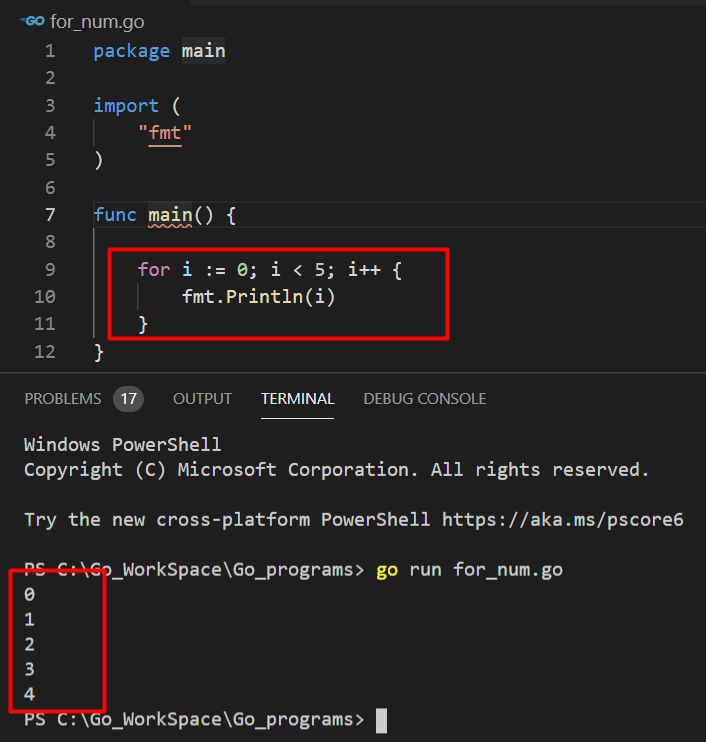 GO for_num.go
1 package main
2
3 import (
4     "fmt"
5 )
6
7 func main() {
8
9     for i := 0; i < 5; i++ {
10         fmt.Println(i)
11     }
12 }
PROBLEMS 17 OUTPUT TERMINAL DEBUG CONSOLE
Windows PowerShell
Copyright (C) Microsoft Corporation. All rights reserved.
Try the new cross-platform PowerShell https://aka.ms/pscore6
PS C:\Go_WorkSpace\Go_programs> go run for_num.go
0
1
2
3
4
PS C:\Go_WorkSpace\Go_programs>